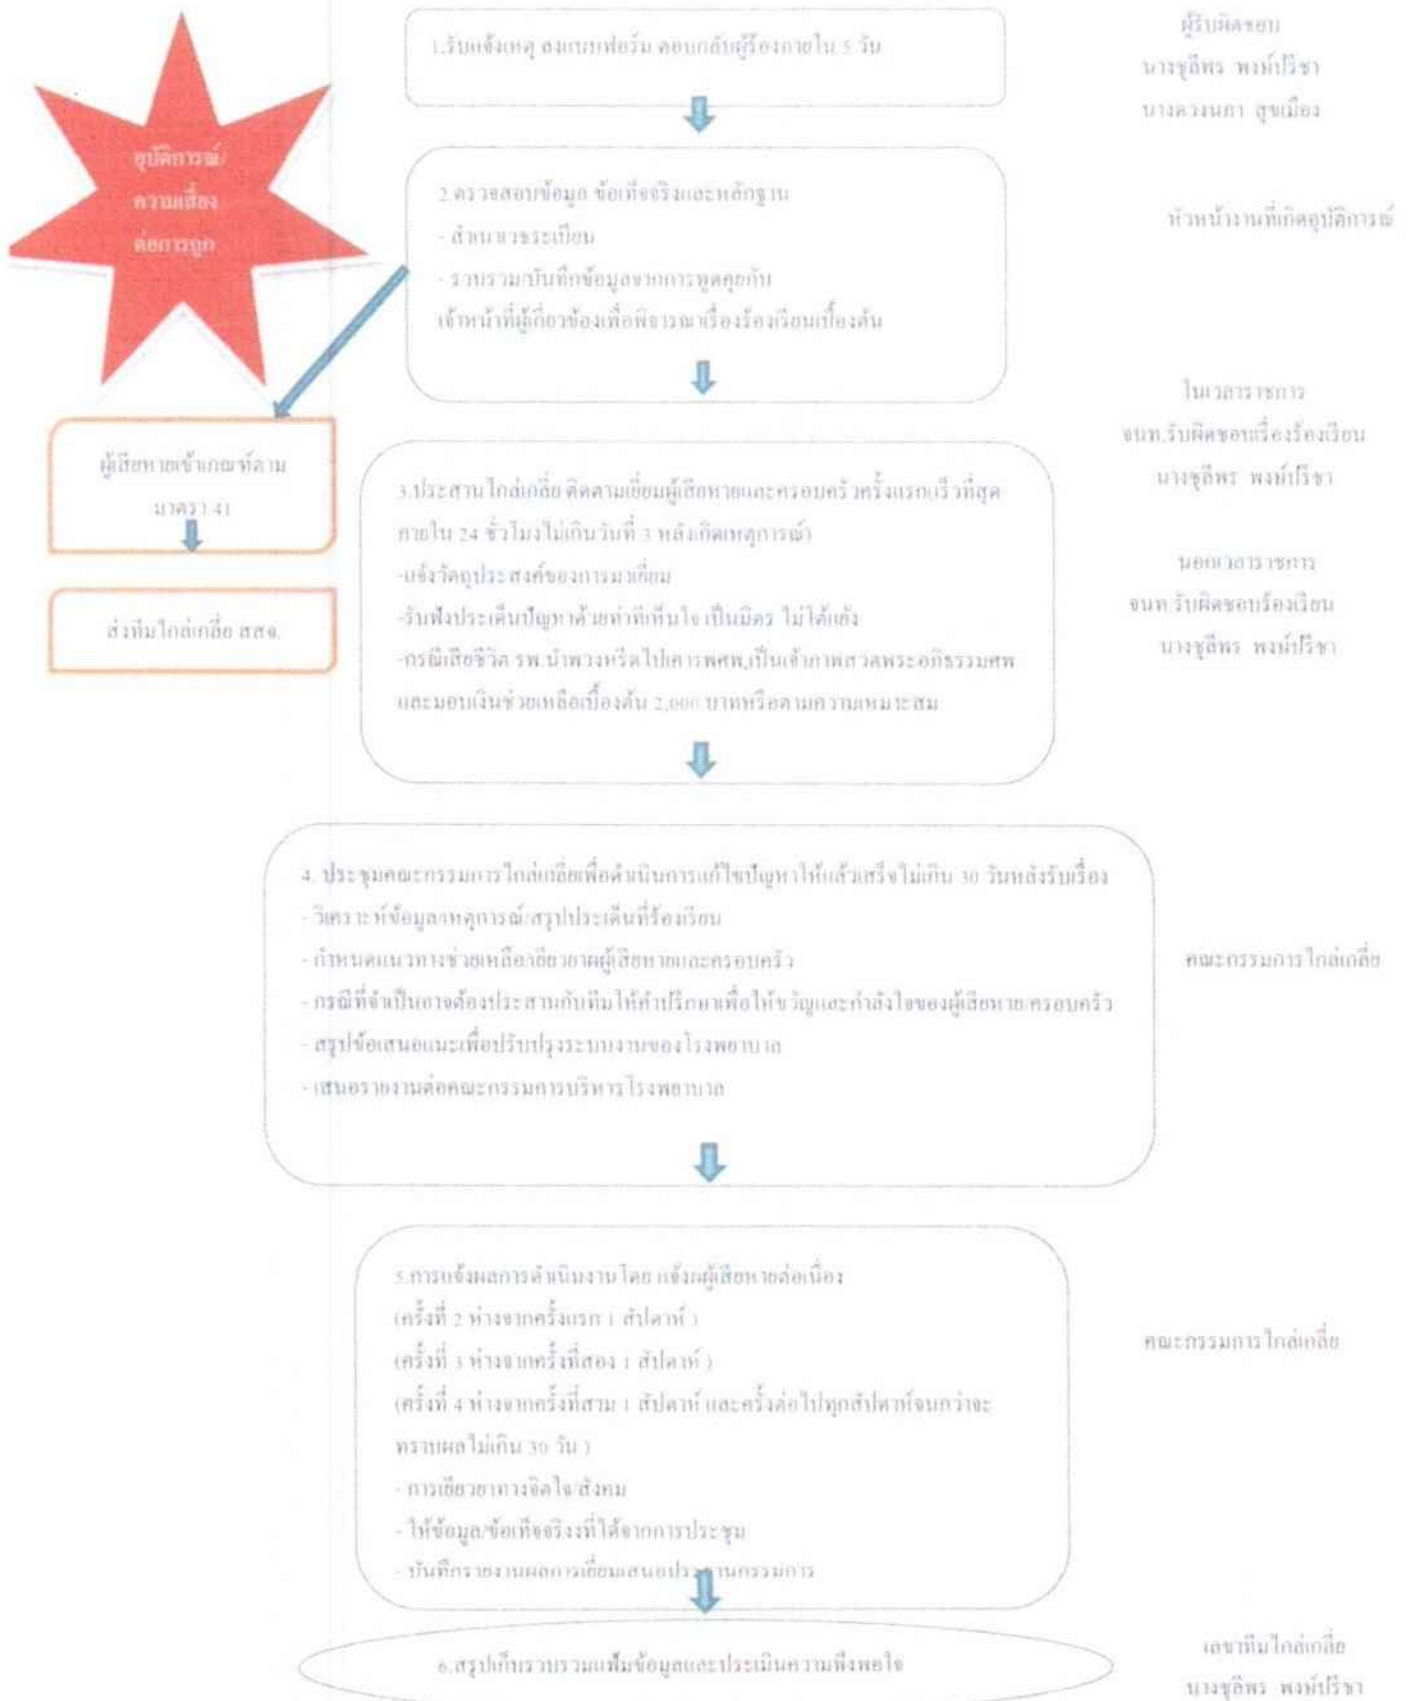 อุบัติการณ์/
ความเสี่ยง
ต่อการถูก
1.รับแจ้งเหตุ ลงแบบฟอร์ม ตอบกลับผู้ร้องภายใน 5 วัน
ผู้รับผิดชอบ
นางชุลีพร พงษ์ปรีชา
นางดวงนภา สุขเมือง
2.ตรวจสอบข้อมูล ข้อเท็จจริงและหลักฐาน
- สำเนาเวชระเบียน
- รวบรวม/บันทึกข้อมูลจากการพูดคุยกับ
เจ้าหน้าที่ผู้เกี่ยวข้องเพื่อพิจารณาเรื่องร้องเรียนเบื้องต้น
หัวหน้างานที่เกิดอุบัติการณ์
ผู้เสียหายเข้าเกณฑ์ตาม
มาตรา 41
ส่งทีมไกล่เกลี่ย สสจ.
3.ประสานไกล่เกลี่ย ติดตามเยี่ยมผู้เสียหายและครอบครัวครั้งแรกเร็วที่สุด
ภายใน 24 ชั่วโมงไม่เกินวันที่ 3 หลังเกิดเหตุการณ์)
-แจ้งวัตถุประสงค์ของการมาเยี่ยม
-รับฟังประเด็นปัญหาด้วยท่าทีเห็นใจ เป็นมิตร ไม่โต้แย้ง
-กรณีเสียชีวิต รพ.นำพวงหรีดไปเคารพศพ,เป็นเจ้าภาพสวดพระอภิธรรมศพ
และมอบเงินช่วยเหลือเบื้องต้น 2,000 บาทหรือตามความเหมาะสม
ในเวลาราชการ
จนท.รับผิดชอบเรื่องร้องเรียน
นางชุลีพร พงษ์ปรีชา
นอกเวลาราชการ
จนท.รับผิดชอบร้องเรียน
นางชุลีพร พงษ์ปรีชา
4. ประชุมคณะกรรมการไกล่เกลี่ยเพื่อดำเนินการแก้ไขปัญหาให้แล้วเสร็จไม่เกิน 30 วันหลังรับเรื่อง
- วิเคราะห์ข้อมูลเหตุการณ์/สรุปประเด็นที่ร้องเรียน
- กำหนดแนวทางช่วยเหลือเยียวยาผู้เสียหายและครอบครัว
- กรณีที่จำเป็นอาจต้องประสานกับทีมให้คำปรึกษาเพื่อให้ขวัญและกำลังใจของผู้เสียหาย/ครอบครัว
- สรุปข้อเสนอแนะเพื่อปรับปรุงระบบงานของโรงพยาบาล
- เสนอรายงานต่อคณะกรรมการบริหารโรงพยาบาล
คณะกรรมการไกล่เกลี่ย
5.การแจ้งผลการดำเนินงานโดย แจ้งผู้เสียหายต่อเนื่อง
(ครั้งที่ 2 ห่างจากครั้งแรก 1 สัปดาห์ )
(ครั้งที่ 3 ห่างจากครั้งที่สอง 1 สัปดาห์ )
(ครั้งที่ 4 ห่างจากครั้งที่สาม 1 สัปดาห์ และครั้งต่อไปทุกสัปดาห์จนกว่าจะ
ทราบผลไม่เกิน 30 วัน )
- การเยียวยาทางจิตใจ/สังคม
- ให้ข้อมูล/ข้อเท็จจริงที่ได้จากการประชุม
- บันทึกรายงานผลการเยี่ยมเสนอประธานกรรมการ
คณะกรรมการไกล่เกลี่ย
6.สรุปเก็บรวบรวมแฟ้มข้อมูลและประเมินความพึงพอใจ
เลขาทีมไกล่เกลี่ย
นางชุลีพร พงษ์ปรีชา